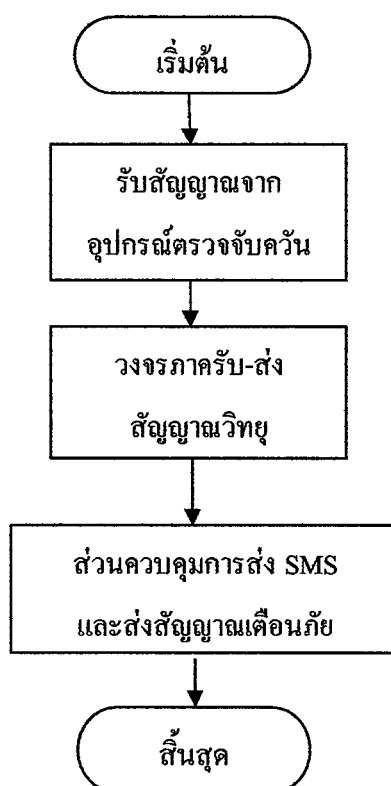 เริ่มต้น
รับสัญญาณจาก
อุปกรณ์ตรวจจับควัน
วงจรภาครับ-ส่ง
สัญญาณวิทยุ
ส่วนควบคุมการส่ง SMS
และส่งสัญญาณเตือนภัย
สิ้นสุด